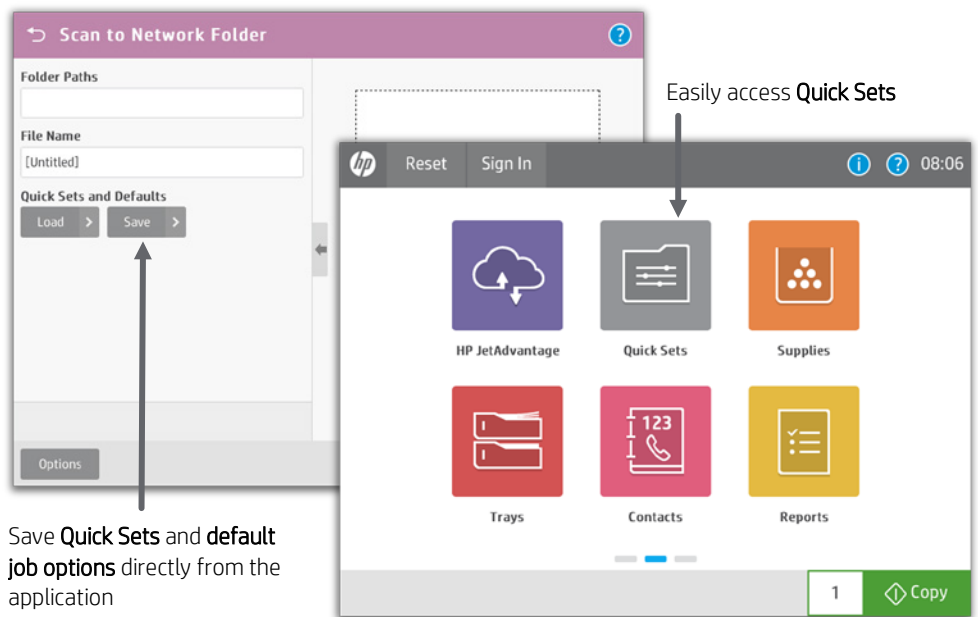 Scan to Network Folder
?
Folder Paths
File Name
[Untitled]
Quick Sets and Defaults
Load >
Save >
Options
Easily access Quick Sets
hp
Reset
Sign In
i
?
08:06
HP JetAdvantage
Quick Sets
Supplies
123
Trays
Contacts
Reports
1
Copy
Save Quick Sets and default
job options directly from the
application